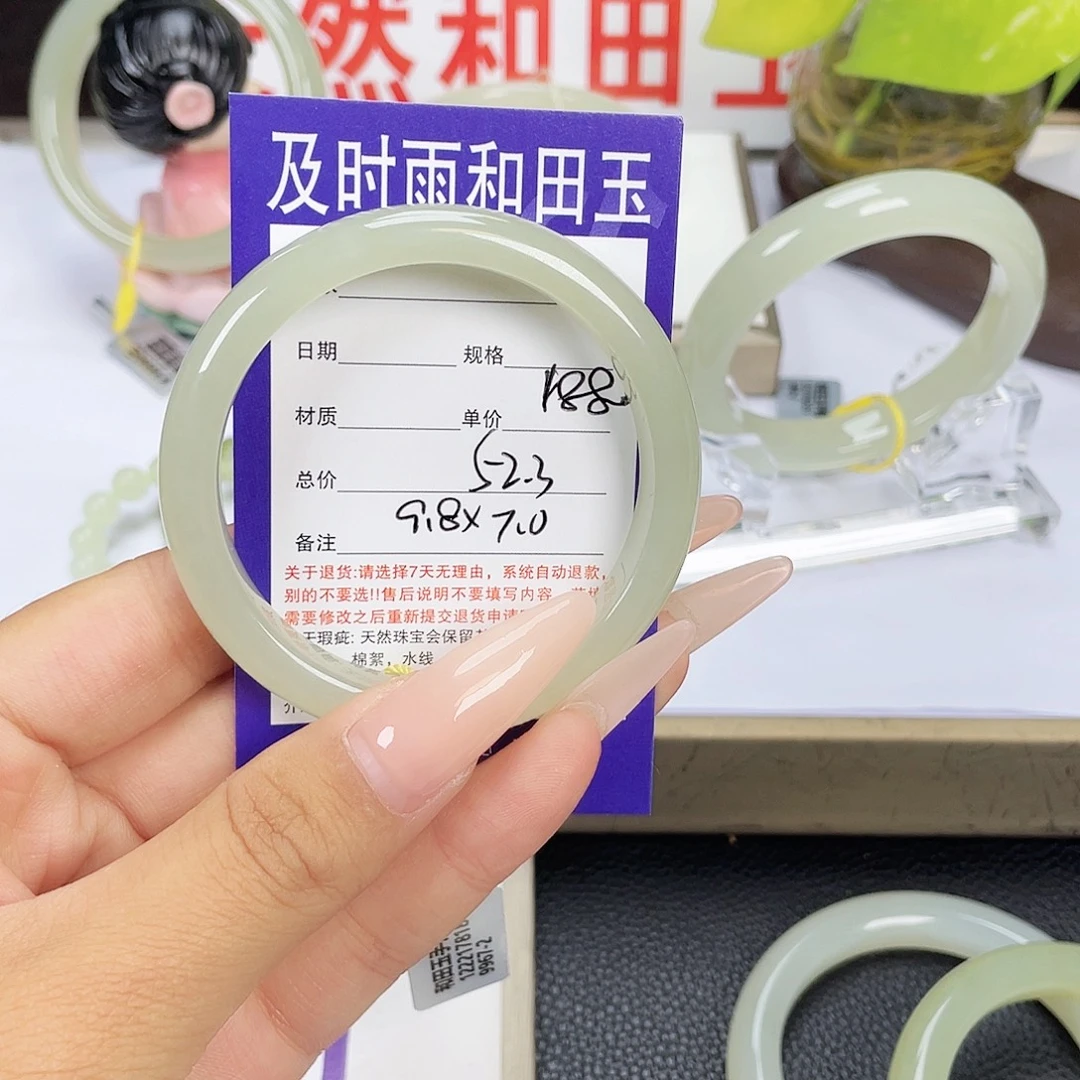 然和田玉
及时雨和田玉
日期 规格
188
材质 单价
52.3
总价
9.8x7.0
备注
关于退货:请选择7天无理由，系统自动退款，
别的不要选!!售后说明不要填写内容
需要修改之后重新提交退货申请
瑕疵: 天然珠宝会保留
棉絮，水线